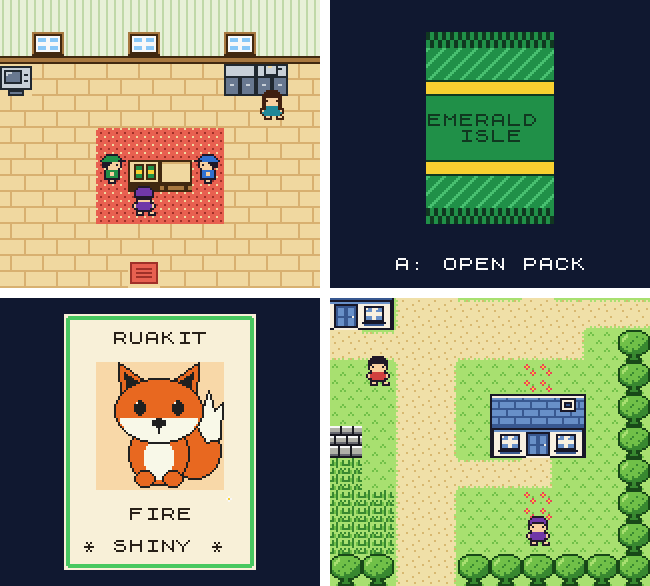 EMERALD
ISLE
A: OPEN PACK
RUAKIT
FIRE
* SHINY *